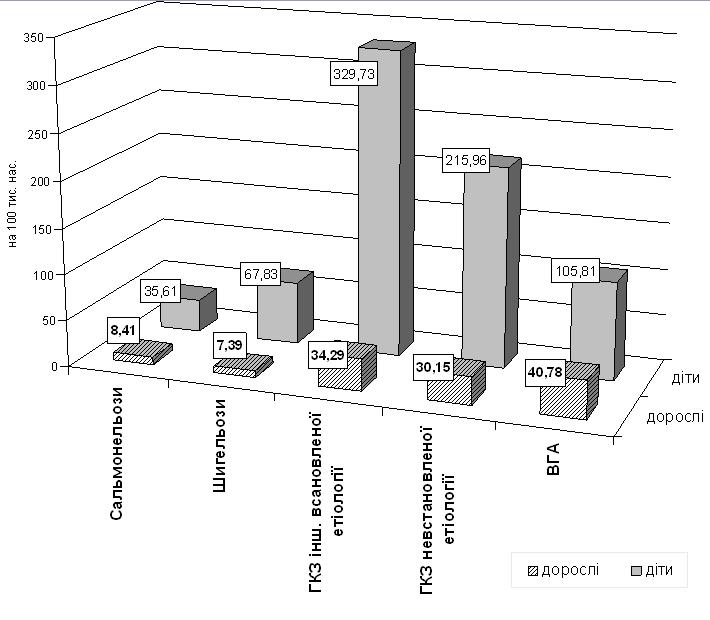 350
300
250
200
150
100
50
0
на 100 тис. нас.
329,73
215,96
105,81
67,83
35,61
8,41
7,39
34,29
30,15
40,78
діти
дорослі
Сальмонельози
Шигельози
ГКЗ інш. всановленої
етіології
ГКЗ невстановленої
етіології
ВГА
дорослі
діти